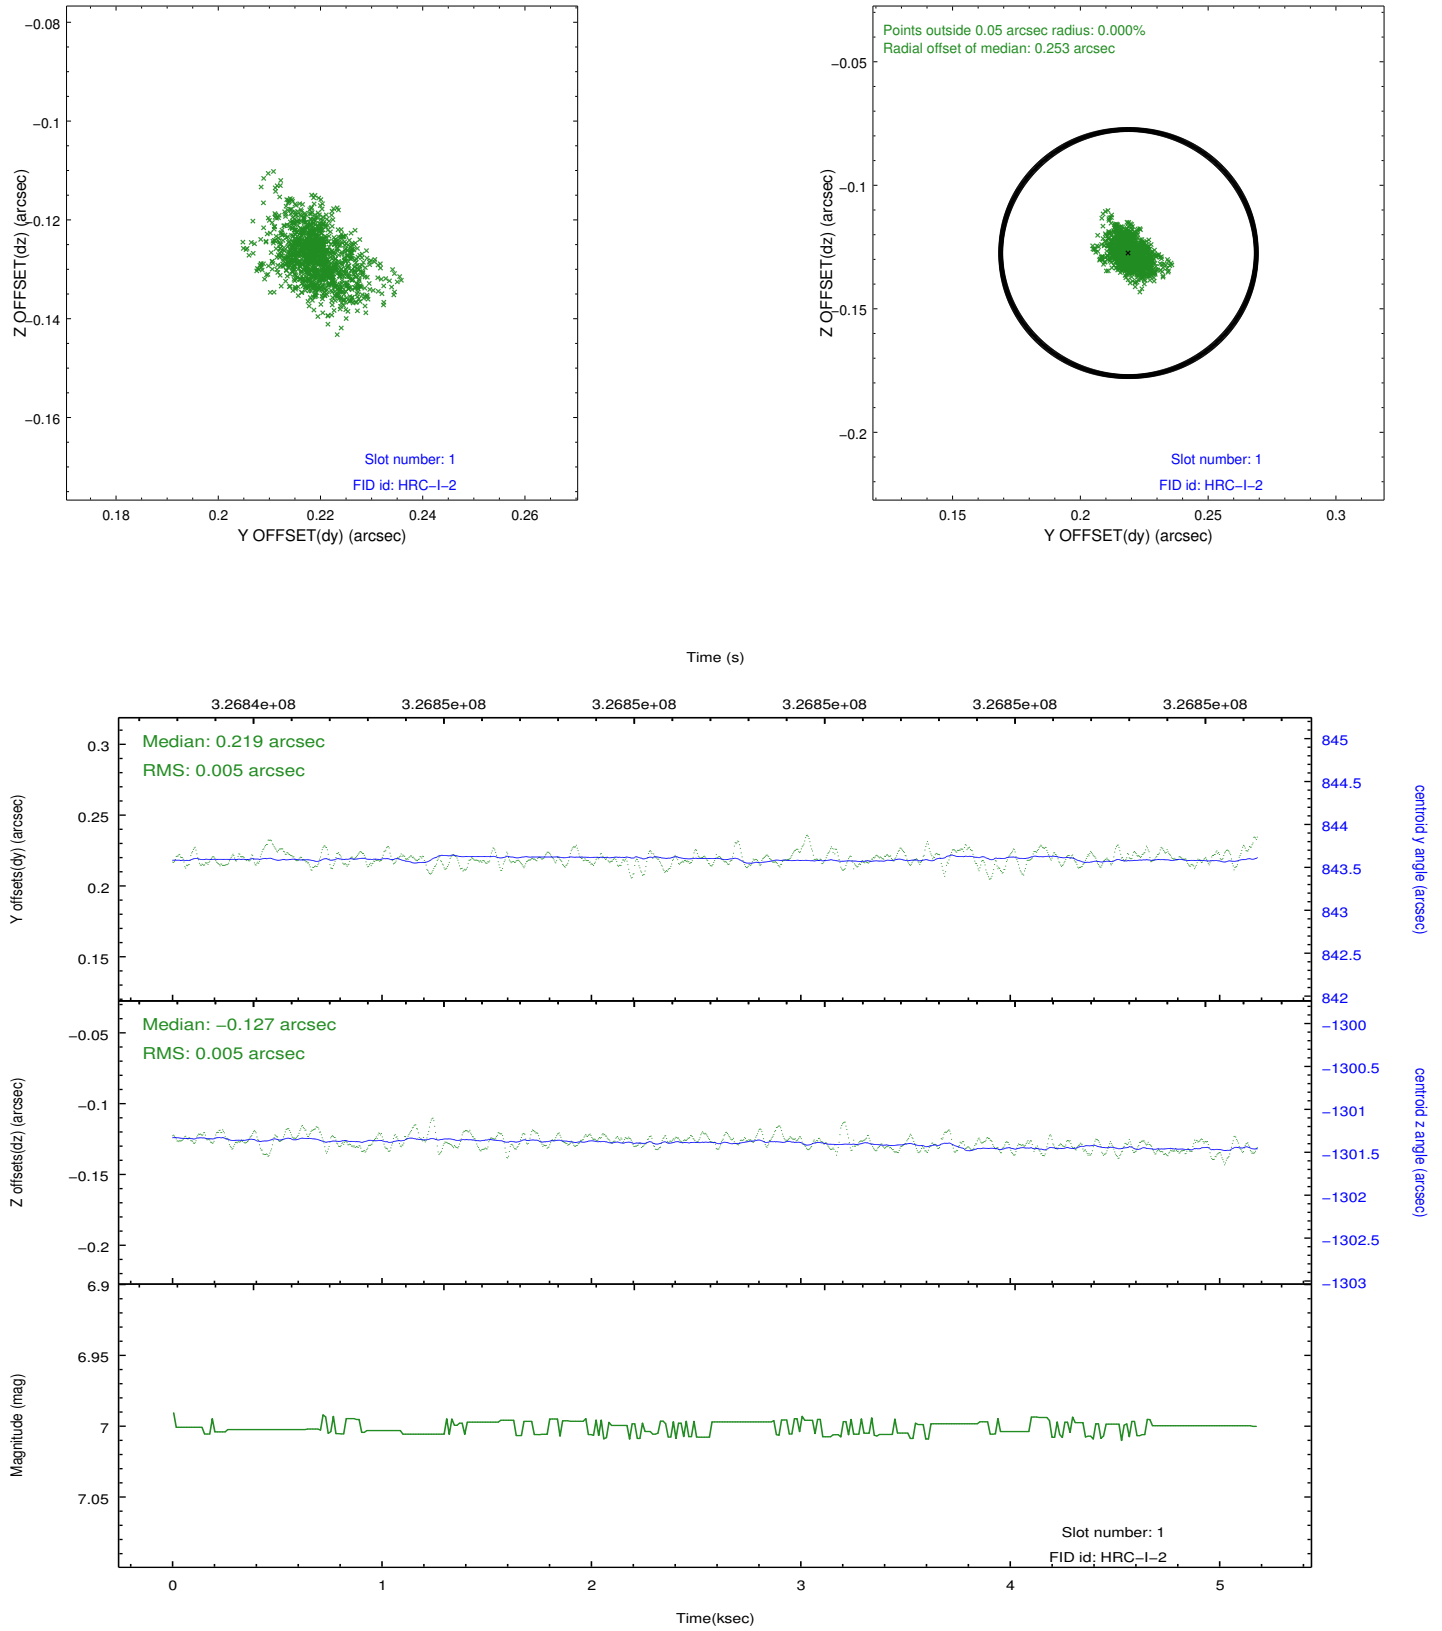 −0.08
−0.1
−0.12
−0.14
−0.16
Z OFFSET(dz) (arcsec)
Slot number: 1
FID id: HRC−I−2
0.18 0.2 0.22 0.24 0.26
Y OFFSET(dy) (arcsec)
Points outside 0.05 arcsec radius: 0.000%
Radial offset of median: 0.253 arcsec
−0.05
−0.1
−0.15
−0.2
Z OFFSET(dz) (arcsec)
Slot number: 1
FID id: HRC−I−2
0.15 0.2 0.25 0.3
Y OFFSET(dy) (arcsec)
Time (s)
3.2684e+08 3.2685e+08 3.2685e+08 3.2685e+08 3.2685e+08 3.2685e+08
Median: 0.219 arcsec
RMS: 0.005 arcsec
0.3
0.25
0.2
0.15
Y offsets(dy) (arcsec)
845
844.5
844
843.5
843
842.5
842
centroid y angle (arcsec)
Median: −0.127 arcsec
RMS: 0.005 arcsec
−0.05
−0.1
−0.15
−0.2
Z offsets(dz) (arcsec)
−1300
−1300.5
−1301
−1301.5
−1302
−1302.5
−1303
centroid z angle (arcsec)
6.9
6.95
7
7.05
Magnitude (mag)
Slot number: 1
FID id: HRC−I−2
0 1 2 3 4 5
Time(ksec)